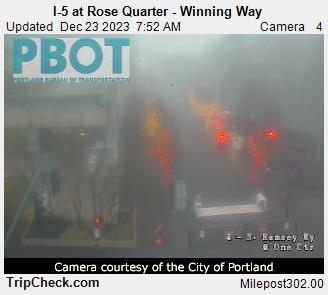 I-5 at Rose Quarter - Winning Way
Updated Dec 23 2023 7:52 AM Camera 4
PBOT
PORTLAND BUREAU OF TRANSPORTATION
4 - N. Ramsey Wy
@ One Ctr
Camera courtesy of the City of Portland
TripCheck.com Milepost302.00